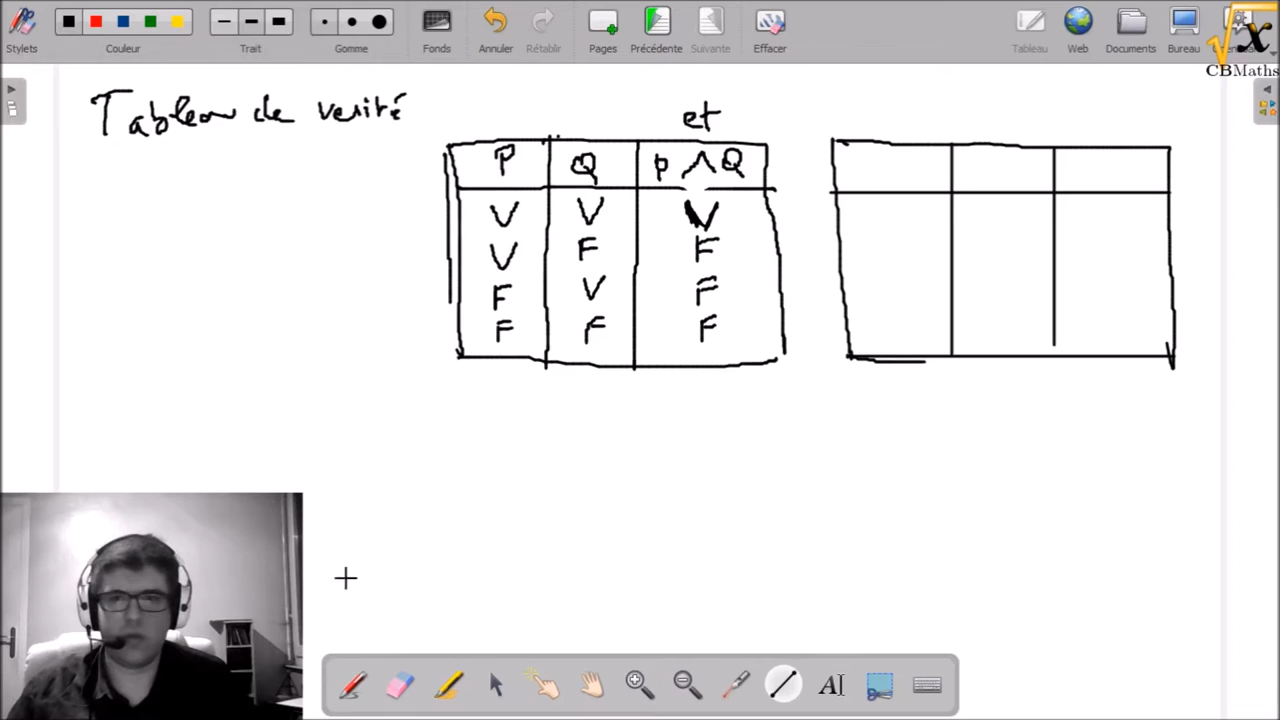 Stylets Couleur Trait Gomme Fonds Annuler Rétablir Pages Précédente Suivante Effacer Tableau Web Documents Bureau
√x
CBMaths
Tableau de vérité
et
P Q P ∧ Q
V V V
V F F
F V F
F F F